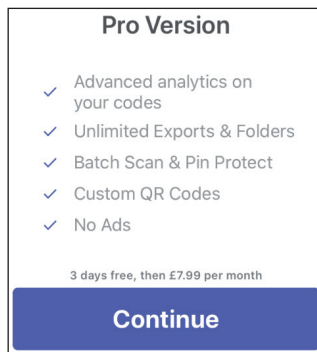 Pro Version
Advanced analytics on
your codes
Unlimited Exports & Folders
Batch Scan & Pin Protect
Custom QR Codes
No Ads
3 days free, then £7.99 per month
Continue